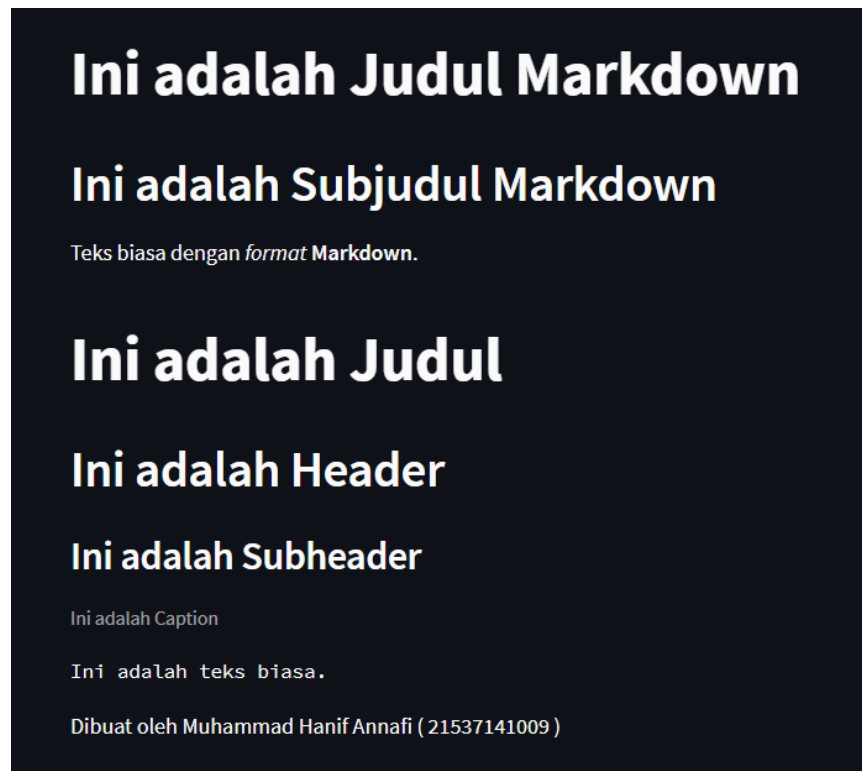 Ini adalah Judul Markdown
Ini adalah Subjudul Markdown
Teks biasa dengan format Markdown.
Ini adalah Judul
Ini adalah Header
Ini adalah Subheader
Ini adalah Caption
Ini adalah teks biasa.
Dibuat oleh Muhammad Hanif Annafi ( 21537141009 )